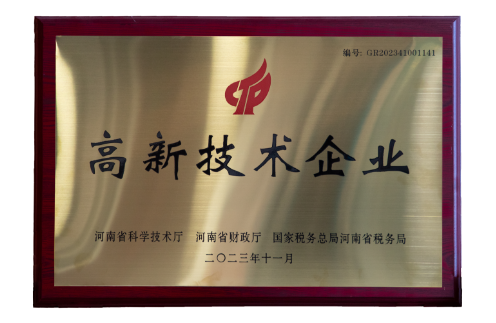 编号: GR202341001141
高新技术企业
河南省科学技术厅 河南省财政厅 国家税务总局河南省税务局
二〇二三年十一月